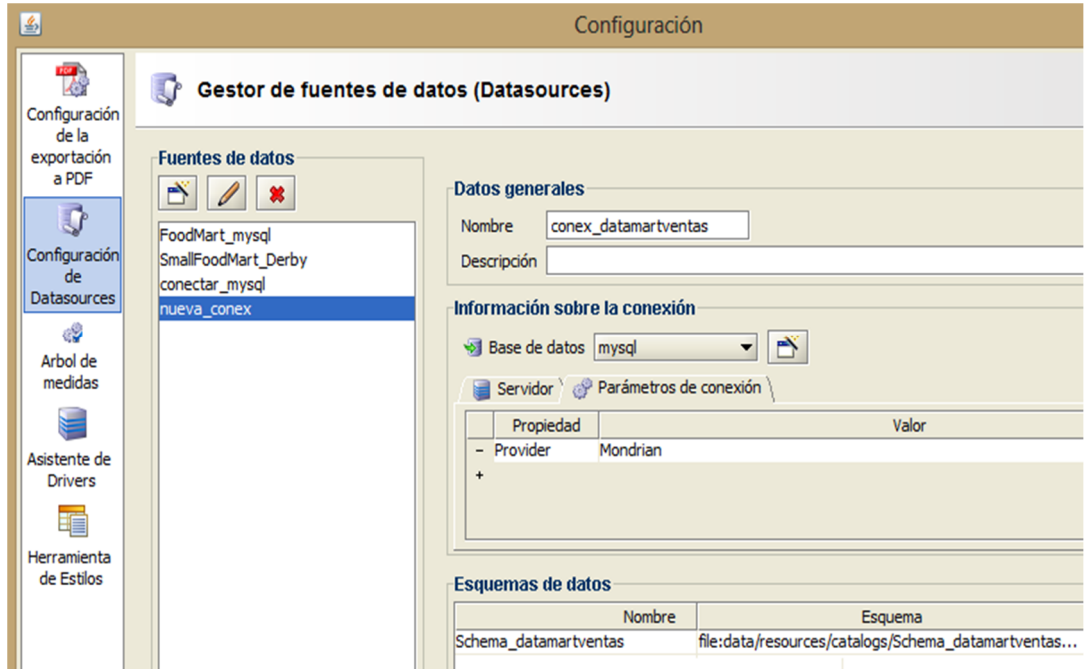 Configuración
PDF
Configuración
de la
exportación
a PDF
Configuración
de
Datasources
Arbol de
medidas
Asistente de
Drivers
Herramienta
de Estilos
Gestor de fuentes de datos (Datasources)
Fuentes de datos
FoodMart_mysql
SmallFoodMart_Derby
conectar_mysql
nueva_conex
Datos generales
Nombre conex_datamartventas
Descripción
Información sobre la conexión
Base de datos mysql
Servidor Parámetros de conexión
Propiedad Valor
− Provider Mondrian
+
Esquemas de datos
Nombre Esquema
Schema_datamartventas file:data/resources/catalogs/Schema_datamartventas...